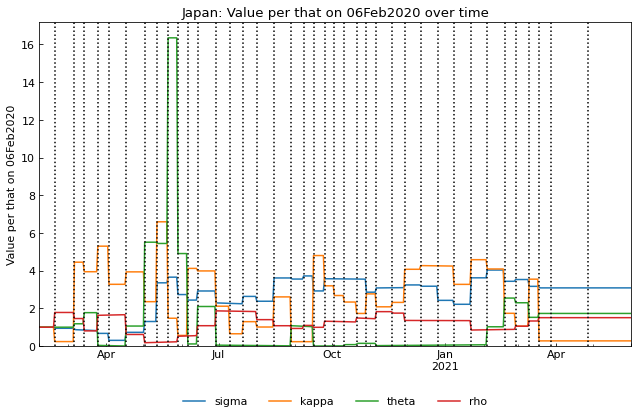 Japan: Value per that on 06Feb2020 over time
Value per that on 06Feb2020
16
14
12
10
8
6
4
2
0
Apr
Jul
Oct
Jan
2021
Apr
sigma
kappa
theta
rho